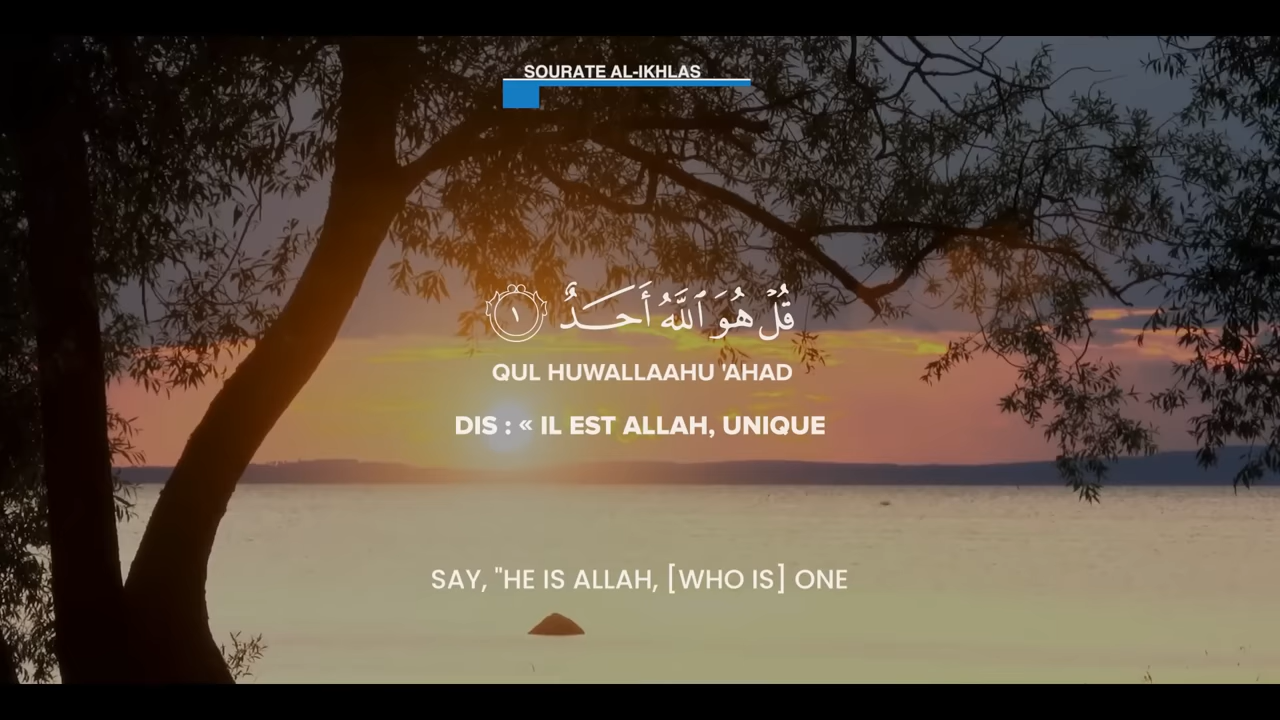 SOURATE AL-IKHLAS
قُلْ هُوَ ٱللَّهُ أَحَدٌ ١
QUL HUWALLAAHU 'AHAD
DIS : « IL EST ALLAH, UNIQUE
SAY, "HE IS ALLAH, [WHO IS] ONE